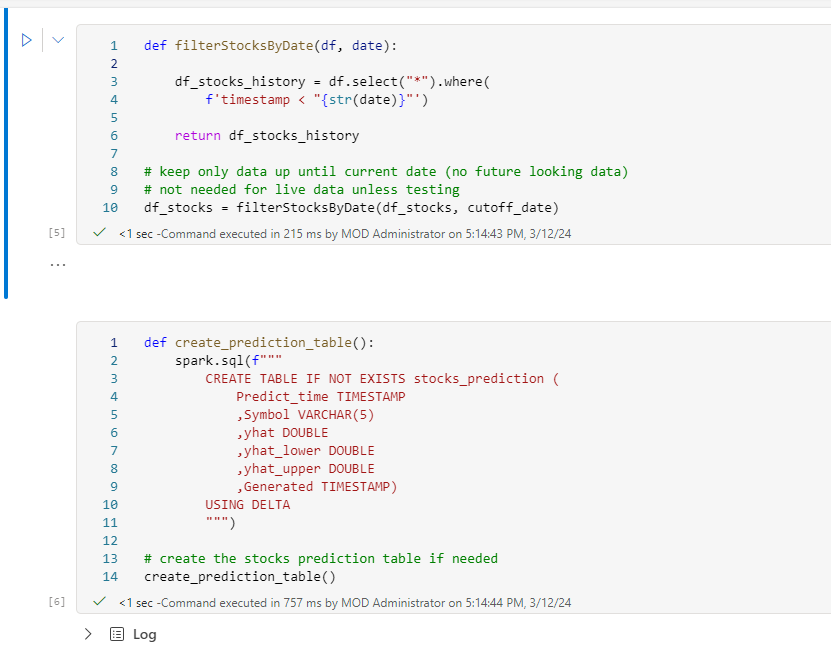 1 def filterStocksByDate(df, date):
2
3 df_stocks_history = df.select("*").where(
4 f'timestamp < "{str(date)}"')
5
6 return df_stocks_history
7
8 # keep only data up until current date (no future looking data)
9 # not needed for live data unless testing
10 df_stocks = filterStocksByDate(df_stocks, cutoff_date)
[5] <1 sec -Command executed in 215 ms by MOD Administrator on 5:14:43 PM, 3/12/24
...
1 def create_prediction_table():
2 spark.sql(f"""
3 CREATE TABLE IF NOT EXISTS stocks_prediction (
4 Predict_time TIMESTAMP
5 ,Symbol VARCHAR(5)
6 ,yhat DOUBLE
7 ,yhat_lower DOUBLE
8 ,yhat_upper DOUBLE
9 ,Generated TIMESTAMP)
10 USING DELTA
11 """)
12
13 # create the stocks prediction table if needed
14 create_prediction_table()
[6] <1 sec -Command executed in 757 ms by MOD Administrator on 5:14:44 PM, 3/12/24
Log